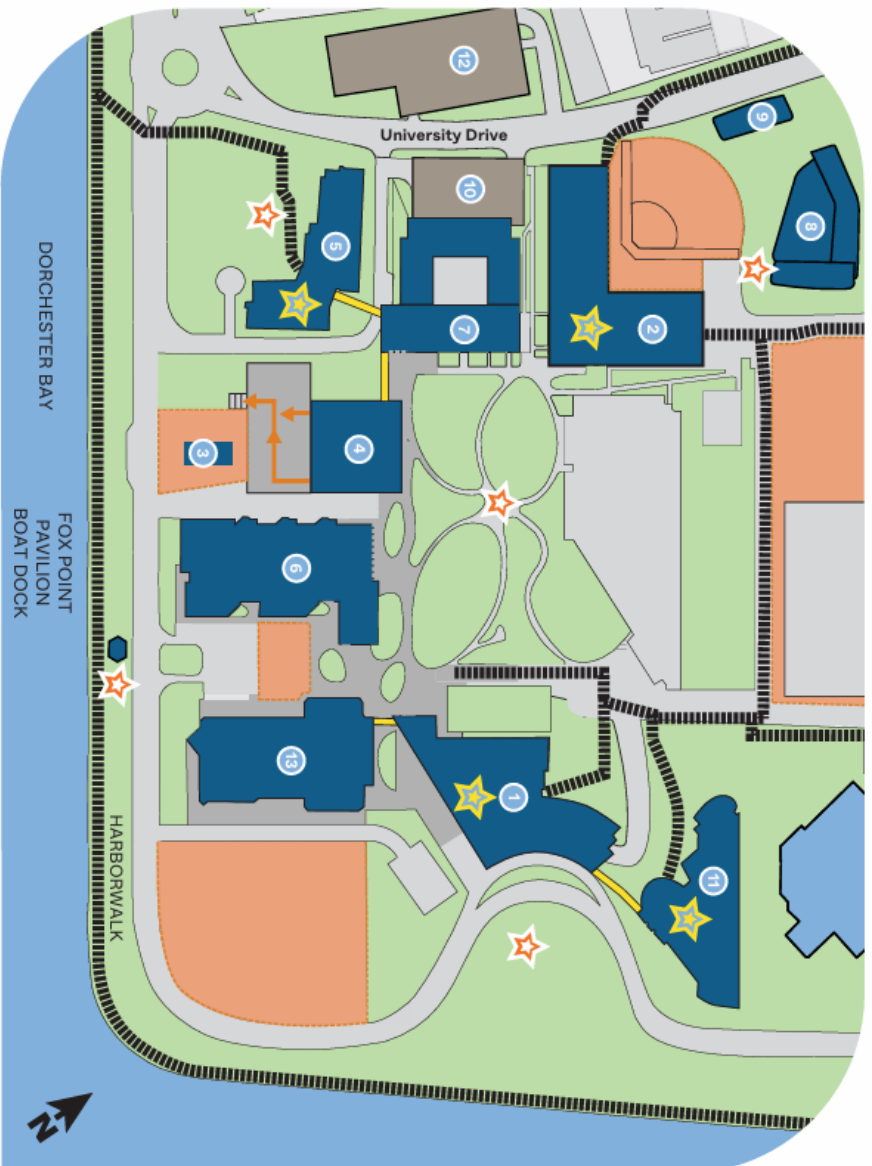 12
University Drive
9
10
8
5
2
7
4
3
6
DORCHESTER BAY
FOX POINT
PAVILION
BOAT DOCK
13
1
11
HARBORWALK
N